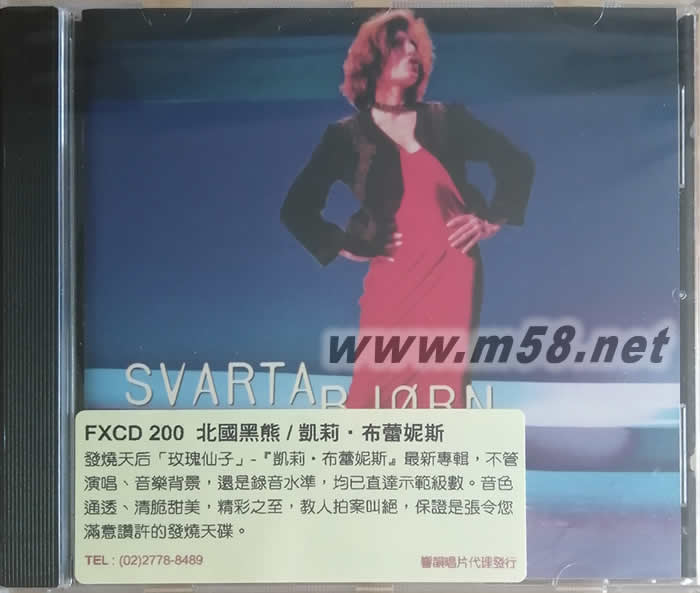 www.m58.net
SVARTA
BJØRN
FXCD 200 北國黑熊 / 凱莉・布蕾妮斯
發燒天后「玫瑰仙子」-『凱莉・布蕾妮斯』最新專輯，不管
演唱、音樂背景，還是錄音水準，均已直達示範級數。音色
通透、清脆甜美，精彩之至，教人拍案叫絕，保證是張令您
滿意讚許的發燒天碟。
TEL : (02)2778-8489
響韻唱片代理發行